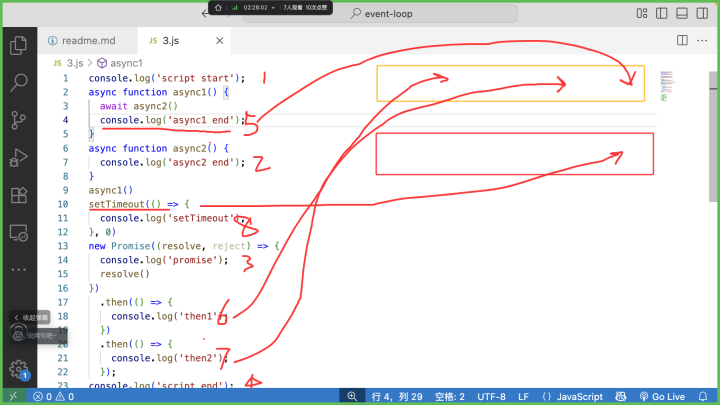 02:28:02 7人观看 10次点赞
event-loop
readme.md JS 3.js
JS 3.js > async1
1 console.log('script start'); 1
2 async function async1() {
3 await async2()
4 console.log('async1 end'); 5
5 }
6 async function async2() {
7 console.log('async2 end'); 2
8 }
9 async1()
10 setTimeout(() => {
11 console.log('setTimeout'); 8
12 }, 0)
13 new Promise((resolve, reject) => {
14 console.log('promise'); 3
15 resolve()
16 })
17 .then(() => {
18 console.log('then1'); 6
19 })
20 .then(() => {
21 console.log('then2'); 7
22 });
23 console.log('script end'); 4
收起弹幕
说两句吧~
1
0 0 行 4,列 29 空格: 2 UTF-8 LF {} JavaScript Go Live